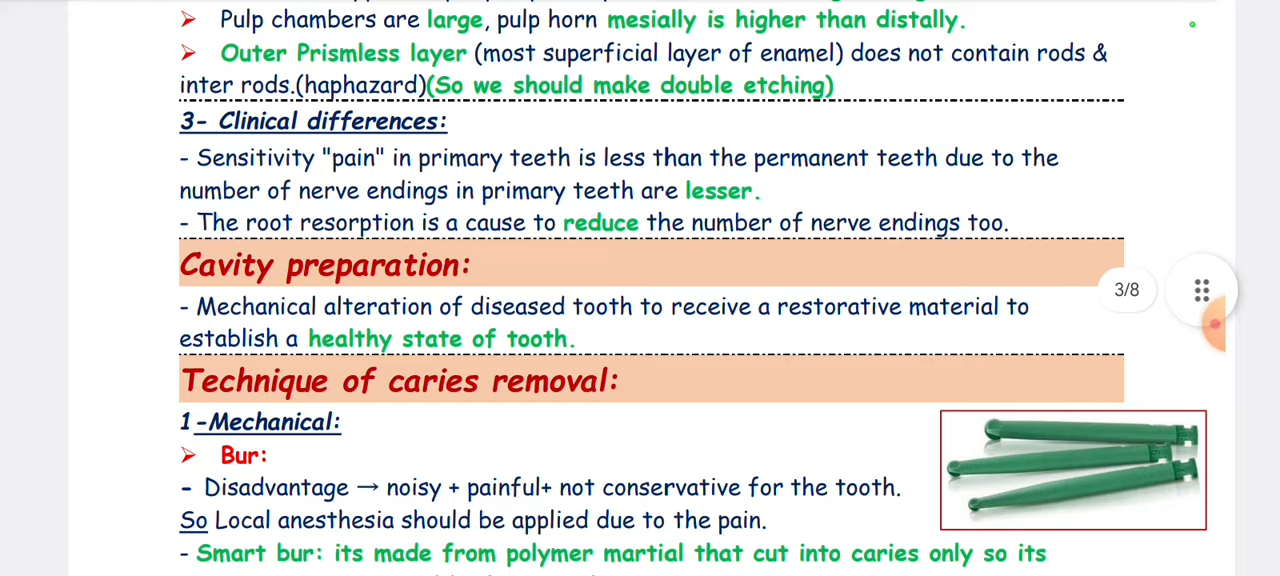 ➤ Pulp chambers are large, pulp horn mesially is higher than distally.
➤ Outer Prismless layer (most superficial layer of enamel) does not contain rods &
inter rods.(haphazard)(So we should make double etching)
3- Clinical differences:
- Sensitivity "pain" in primary teeth is less than the permanent teeth due to the
number of nerve endings in primary teeth are lesser.
- The root resorption is a cause to reduce the number of nerve endings too.
Cavity preparation:
3/8
- Mechanical alteration of diseased tooth to receive a restorative material to
establish a healthy state of tooth.
Technique of caries removal:
1-Mechanical:
➤ Bur:
- Disadvantage → noisy + painful+ not conservative for the tooth.
So Local anesthesia should be applied due to the pain.
- Smart bur: its made from polymer martial that cut into caries only so its